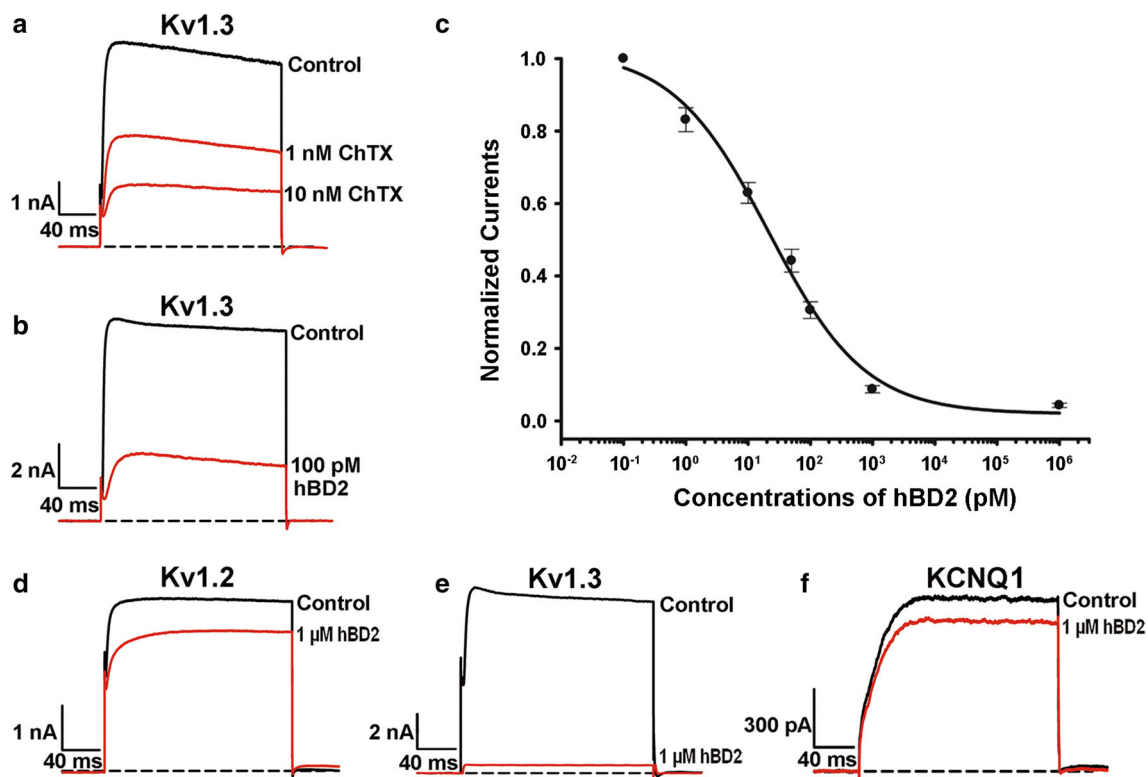 a
Kv1.3
Control
1 nM ChTX
10 nM ChTX
1 nA
40 ms
b
Kv1.3
Control
100 pM
hBD2
2 nA
40 ms
c
Normalized Currents
1.0
0.8
0.6
0.4
0.2
0.0
10⁻² 10⁻¹ 10⁰ 10¹ 10² 10³ 10⁴ 10⁵ 10⁶
Concentrations of hBD2 (pM)
d
Kv1.2
Control
1 µM hBD2
1 nA
40 ms
e
Kv1.3
Control
1 µM hBD2
2 nA
40 ms
f
KCNQ1
Control
1 µM hBD2
300 pA
40 ms